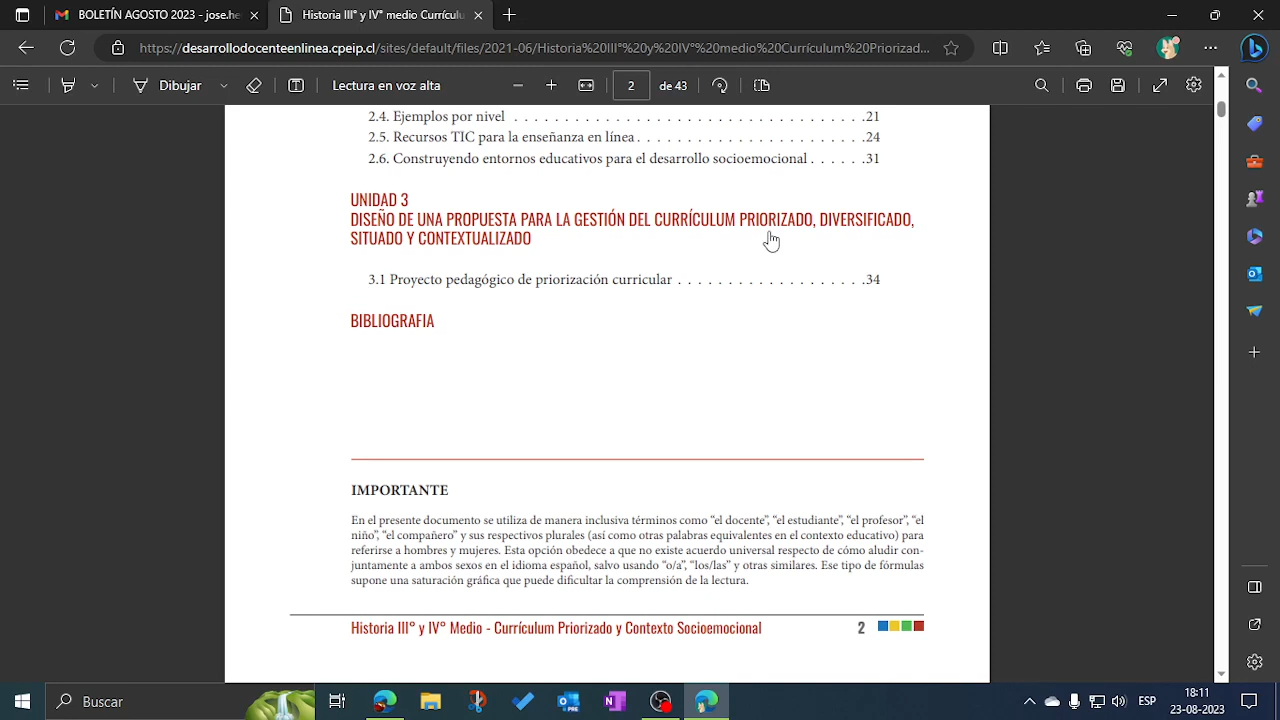 BOLETÍN AGOSTO 2023 - jose.he
Historia III° y IV° Medio Currícul
https://desarrollodocenteenlinea.cpeip.cl/sites/default/files/2021-06/Historia%20III°%20y%20IV°%20Medio%20Currículum%20Priorizad...
Dibujar
Lectura en voz alta
2
de 43
2.4. Ejemplos por nivel . . . . . . . . . . . . . . . . . . . . . . . . . . . . . . . . . . .21
2.5. Recursos TIC para la enseñanza en línea . . . . . . . . . . . . . . . . . . . . . . .24
2.6. Construyendo entornos educativos para el desarrollo socioemocional . . . . . .31
UNIDAD 3
DISEÑO DE UNA PROPUESTA PARA LA GESTIÓN DEL CURRÍCULUM PRIORIZADO, DIVERSIFICADO,
SITUADO Y CONTEXTUALIZADO
3.1 Proyecto pedagógico de priorización curricular . . . . . . . . . . . . . . . . . . .34
BIBLIOGRAFIA
IMPORTANTE
En el presente documento se utiliza de manera inclusiva términos como “el docente”, “el estudiante”, “el profesor”, “el
niño”, “el compañero” y sus respectivos plurales (así como otras palabras equivalentes en el contexto educativo) para
referirse a hombres y mujeres. Esta opción obedece a que no existe acuerdo universal respecto de cómo aludir con-
juntamente a ambos sexos en el idioma español, salvo usando “o/a”, “los/las” y otras similares. Ese tipo de fórmulas
supone una saturación gráfica que puede dificultar la comprensión de la lectura.
Historia III° y IV° Medio - Currículum Priorizado y Contexto Socioemocional
2
Buscar
ESP
18:11
23-08-2023